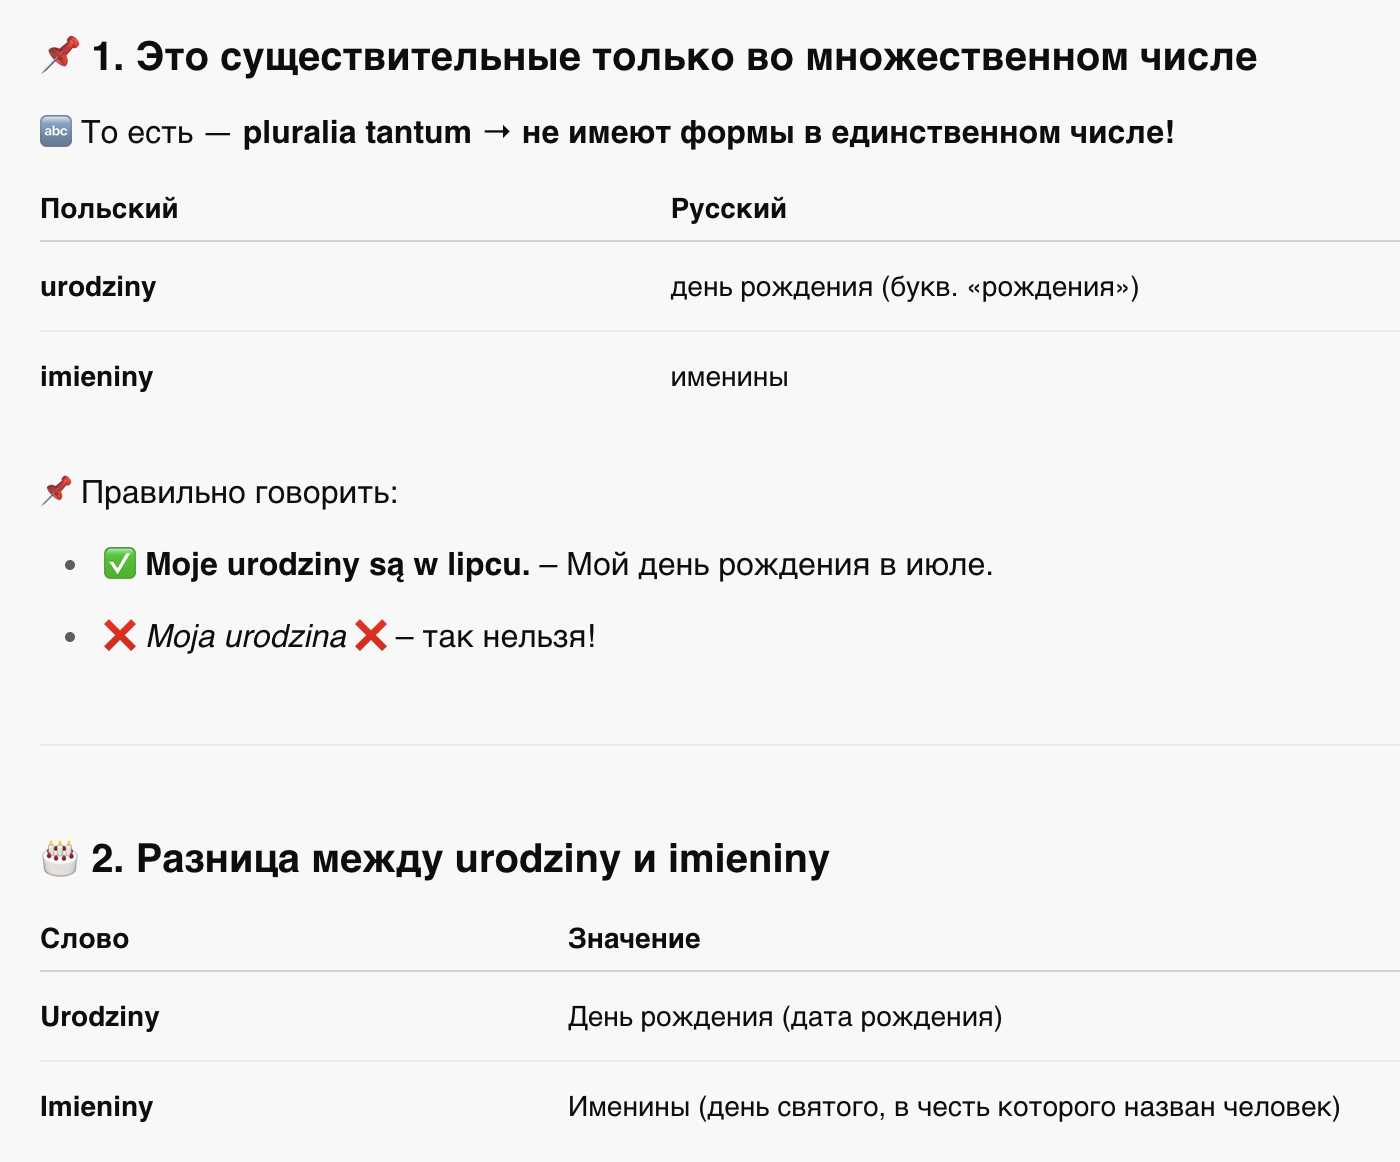 📌 1. Это существительные только во множественном числе
🔤 То есть — pluralia tantum → не имеют формы в единственном числе!
Польский Русский
urodziny день рождения (букв. «рождения»)
imieniny именины
📌 Правильно говорить:
• ✅ Moje urodziny są w lipcu. – Мой день рождения в июле.
• ❌ Moja urodzina ❌ – так нельзя!
🎂 2. Разница между urodziny и imieniny
Слово Значение
Urodziny День рождения (дата рождения)
Imieniny Именины (день святого, в честь которого назван человек)